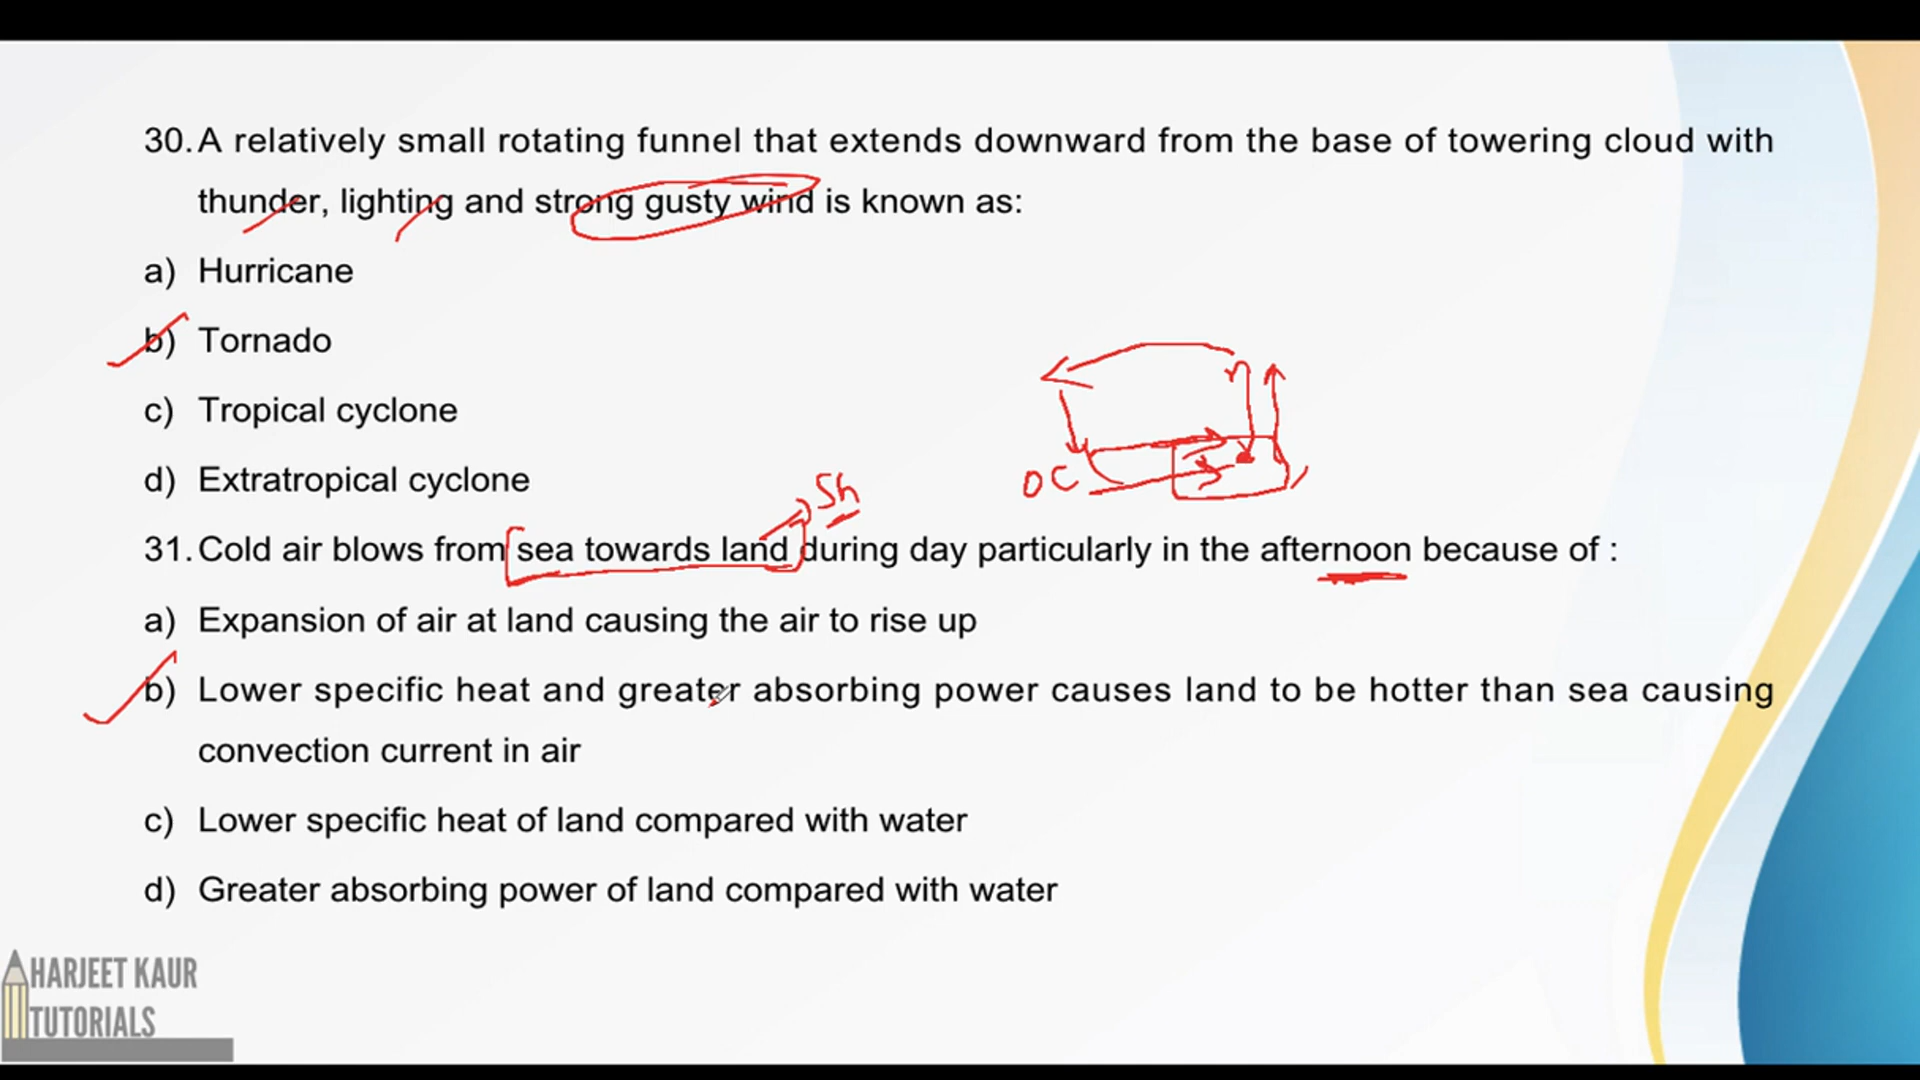 30. A relatively small rotating funnel that extends downward from the base of towering cloud with
thunder, lighting and strong gusty wind is known as:
a) Hurricane
b) Tornado
c) Tropical cyclone
d) Extratropical cyclone
Sh
OC
31. Cold air blows from sea towards land during day particularly in the afternoon because of :
a) Expansion of air at land causing the air to rise up
b) Lower specific heat and greater absorbing power causes land to be hotter than sea causing
convection current in air
c) Lower specific heat of land compared with water
d) Greater absorbing power of land compared with water
HARJEET KAUR
TUTORIALS